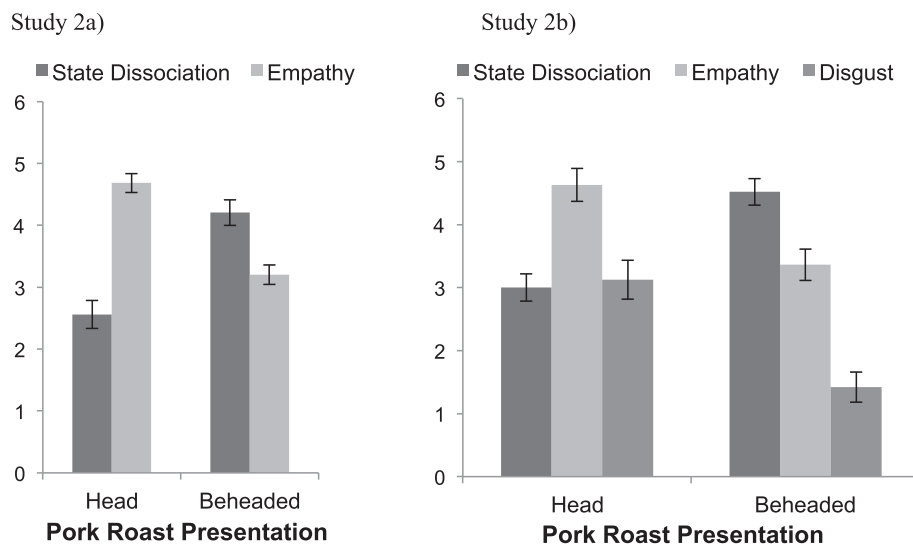 Study 2a)
State Dissociation Empathy
6
5
4
3
2
1
0
Head Beheaded
Pork Roast Presentation
Study 2b)
State Dissociation Empathy Disgust
6
5
4
3
2
1
0
Head Beheaded
Pork Roast Presentation